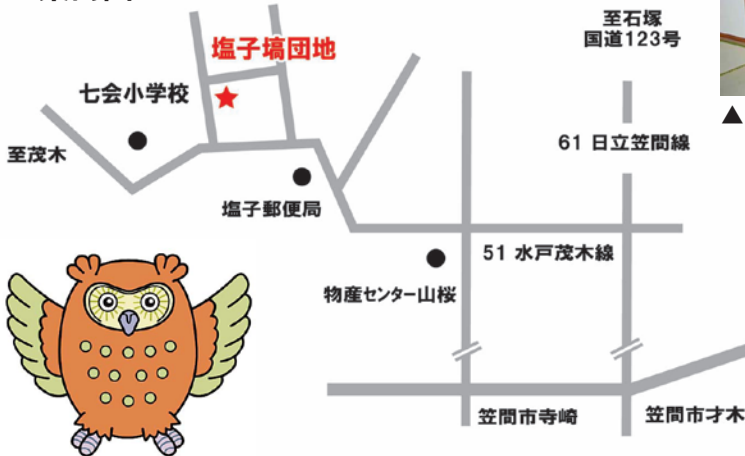 至石塚
国道123号
塩子塙団地
七会小学校
61 日立笠間線
至茂木
塩子郵便局
51 水戸茂木線
物産センター山桜
笠間市寺崎
笠間市才木
▲